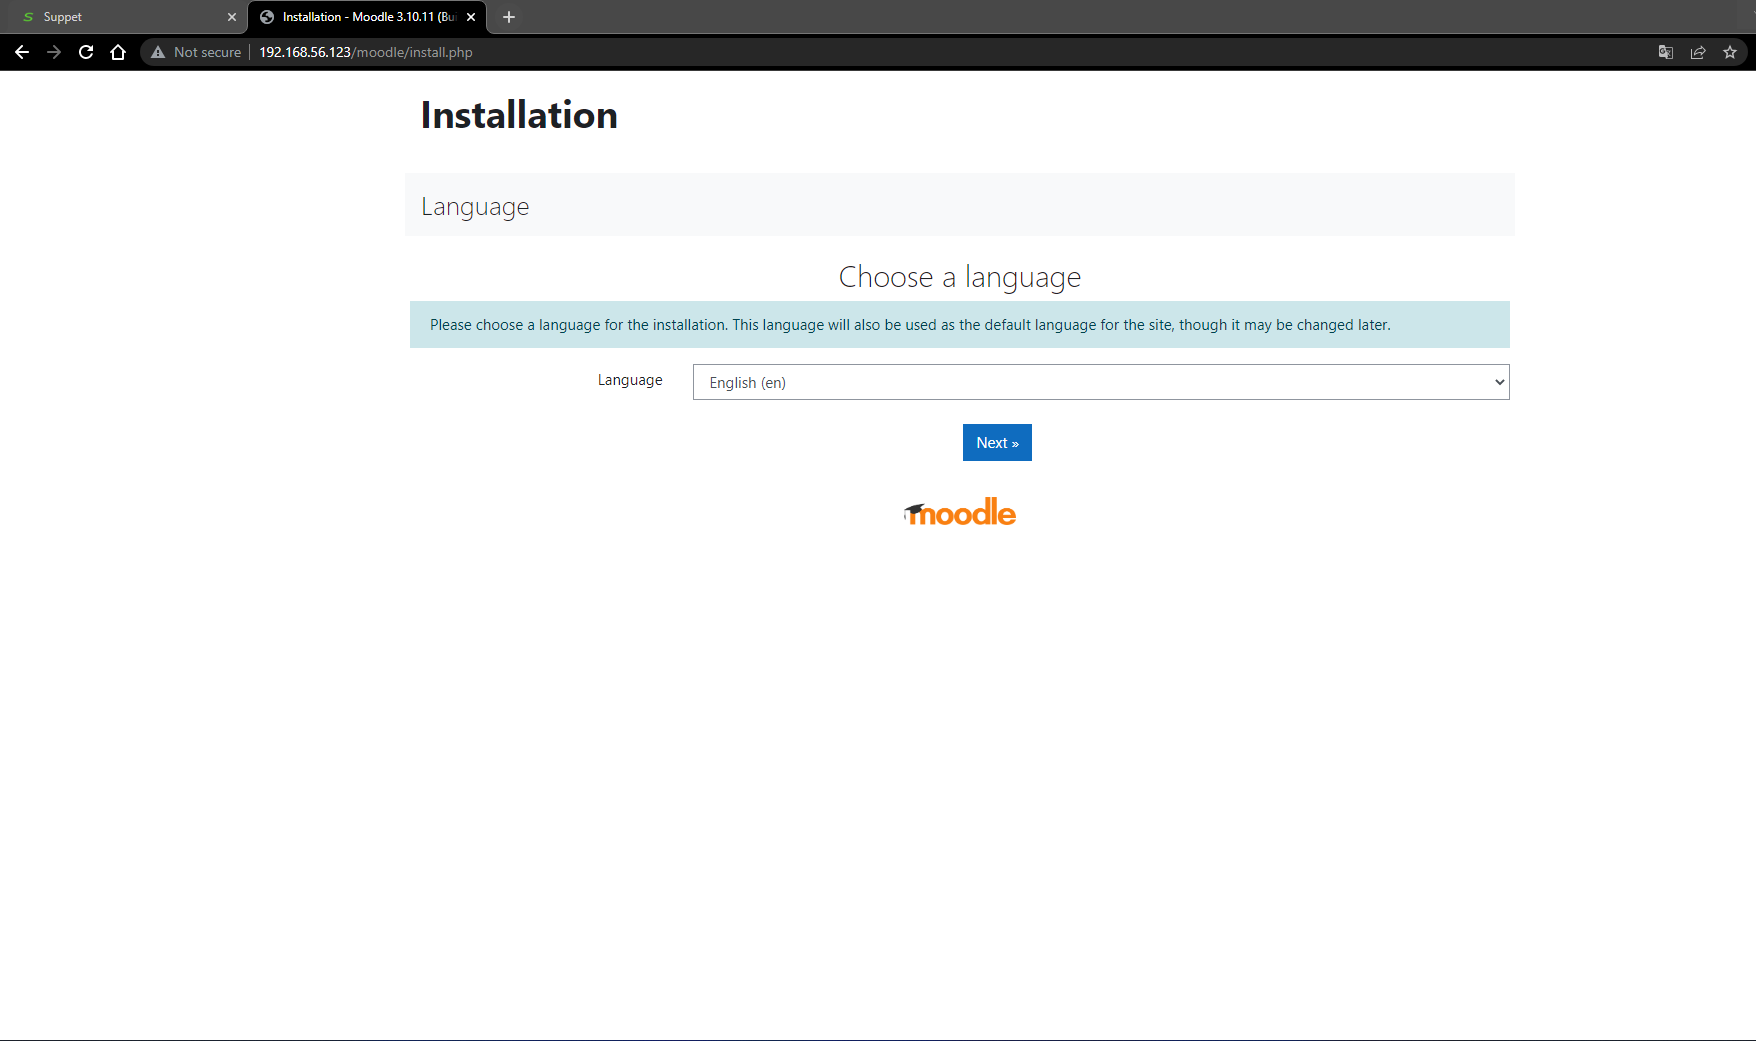 Suppet
Installation - Moodle 3.10.11 (Bui
Not secure 192.168.56.123/moodle/install.php
Installation
Language
Choose a language
Please choose a language for the installation. This language will also be used as the default language for the site, though it may be changed later.
Language English (en)
Next »
moodle